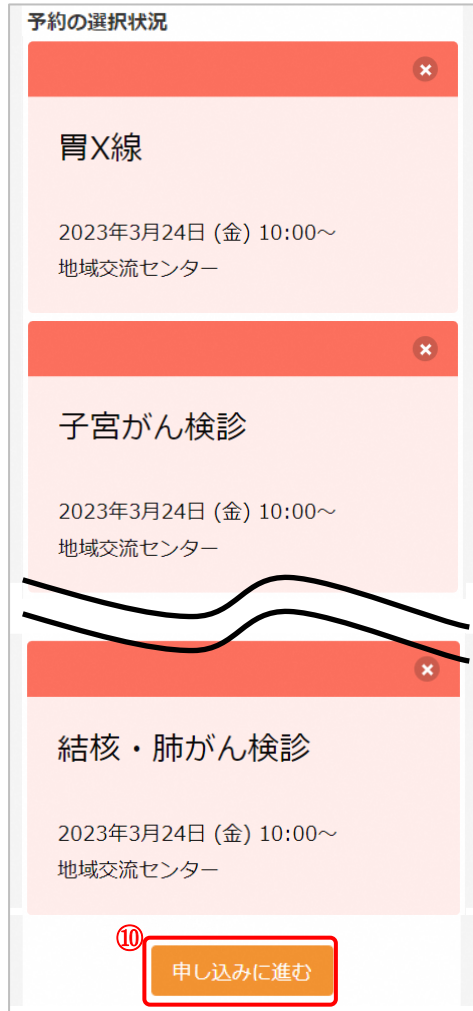 予約の選択状況
胃X線
2023年3月24日 (金) 10:00～
地域交流センター
子宮がん検診
2023年3月24日 (金) 10:00～
地域交流センター
結核・肺がん検診
2023年3月24日 (金) 10:00～
地域交流センター
⑩
申し込みに進む